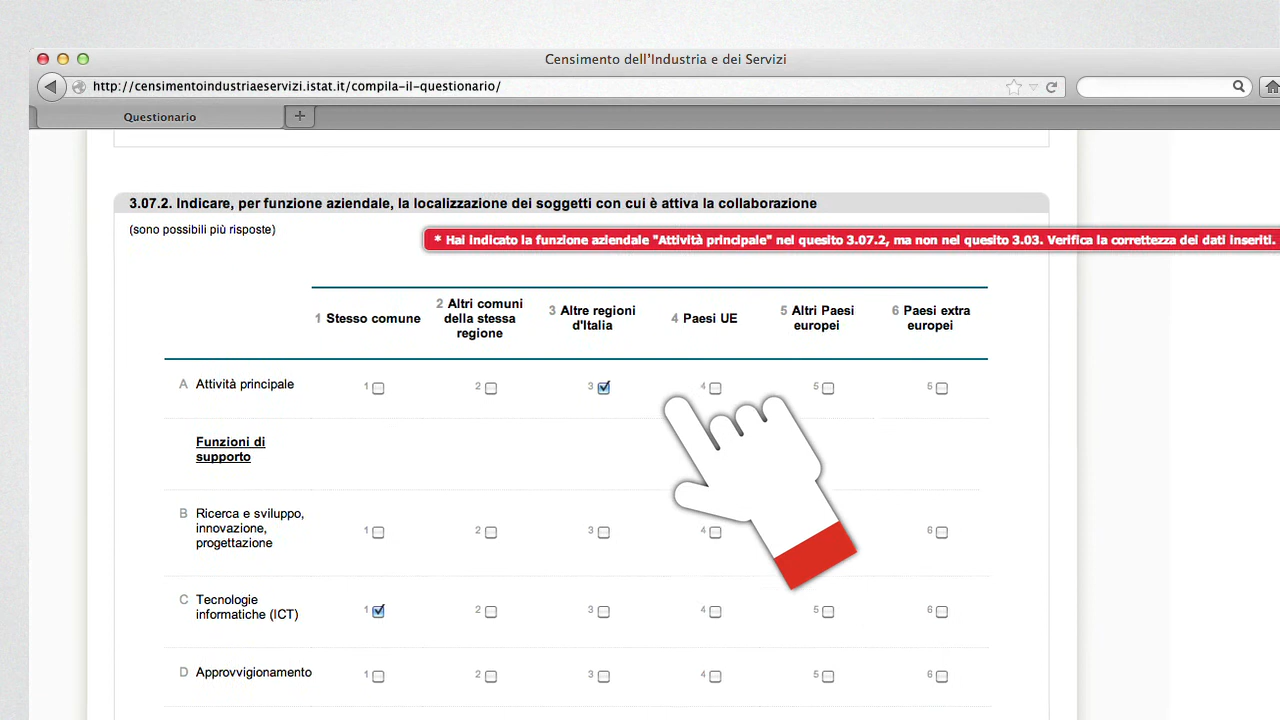 Censimento dell'Industria e dei Servizi
http://censimentoindustriaeservizi.istat.it/compila-il-questionario/
Questionario
3.07.2. Indicare, per funzione aziendale, la localizzazione dei soggetti con cui è attiva la collaborazione
(sono possibili più risposte)
* Hai indicato la funzione aziendale "Attività principale" nel quesito 3.07.2, ma non nel quesito 3.03. Verifica la correttezza dei dati inseriti.
1 Stesso comune
2 Altri comuni
della stessa
regione
3 Altre regioni
d'Italia
4 Paesi UE
5 Altri Paesi
europei
6 Paesi extra
europei
A Attività principale 1 2 3 4 5 6
Funzioni di
supporto
B Ricerca e sviluppo,
innovazione,
progettazione
1 2 3 4 6
C Tecnologie
informatiche (ICT)
1 2 3 4 5 6
D Approvvigionamento 1 2 3 4 5 6